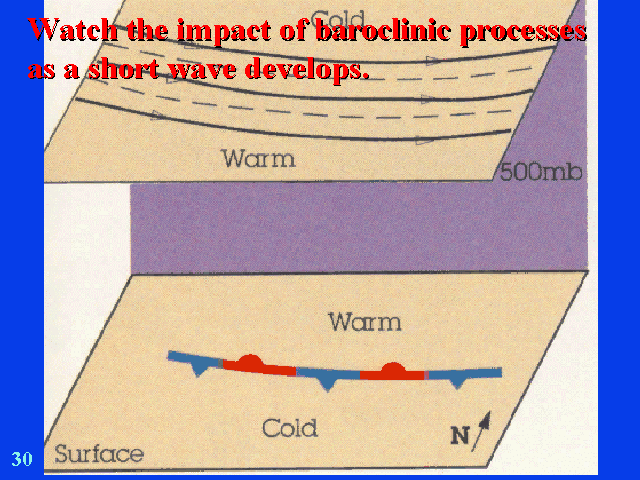 Cold
Watch the impact of baroclinic processes
as a short wave develops.
Warm
500mb
Warm
Cold
N
Surface
30